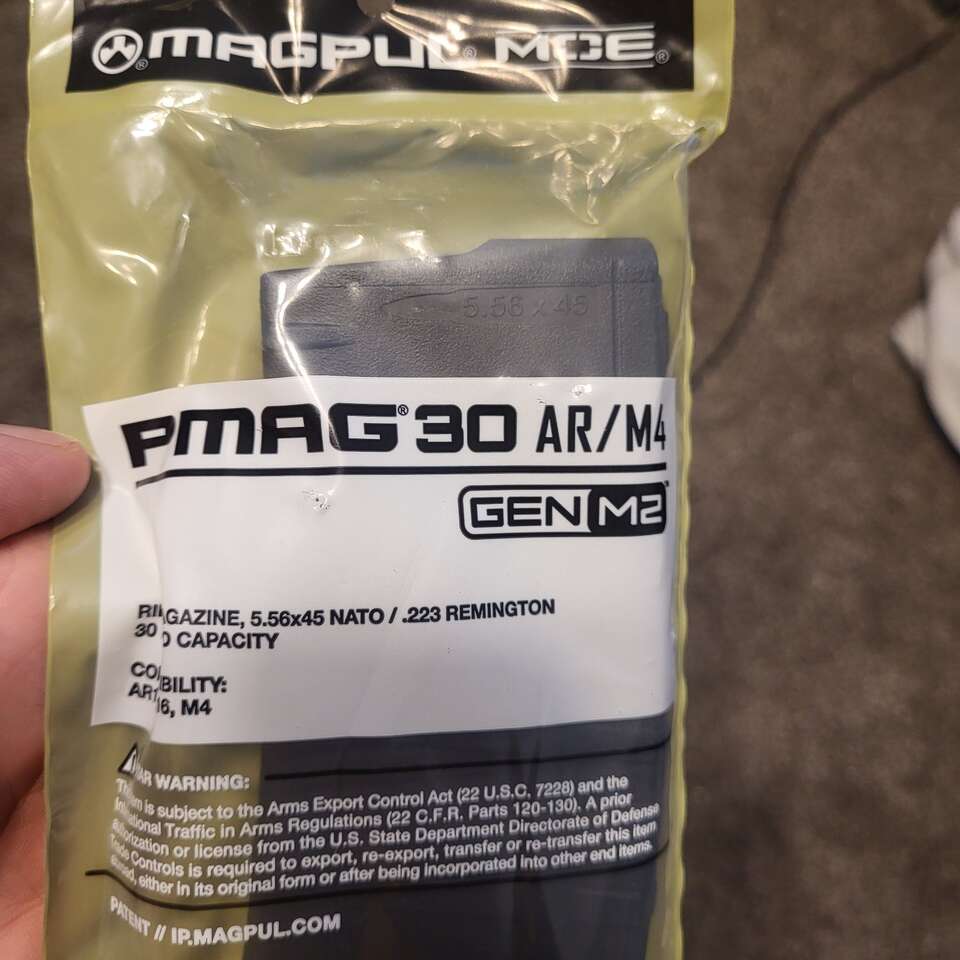 MAGPUL® MOE®
5.56 x 45
PMAG® 30 AR/M4
GEN M2™
5.56x45 NATO / .223 REMINGTON
30 CAPACITY
M4
WARNING:
is subject to the Arms Export Control Act (22 U.S.C. 7228) and the
Traffic in Arms Regulations (22 C.F.R. Parts 120-130). A prior
or license from the U.S. State Department Directorate of Defense
Controls is required to export, re-export, transfer or re-transfer this item
either in its original form or after being incorporated into other end items.
PATENT // IP.MAGPUL.COM